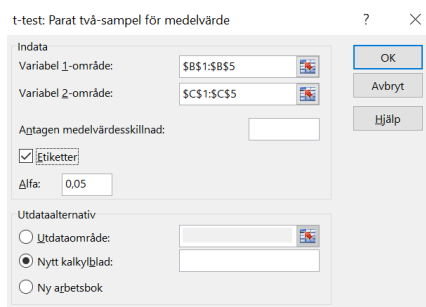 t-test: Parat två-sampel för medelvärde ? ×
Indata
Variabel 1-område: $B$1:$B$5
Variabel 2-område: $C$1:$C$5
Antagen medelvärdesskillnad:
Etiketter
Alfa: 0,05
OK
Avbryt
Hjälp
Utdataalternativ
Utdataområde:
Nytt kalkylblad:
Ny arbetsbok